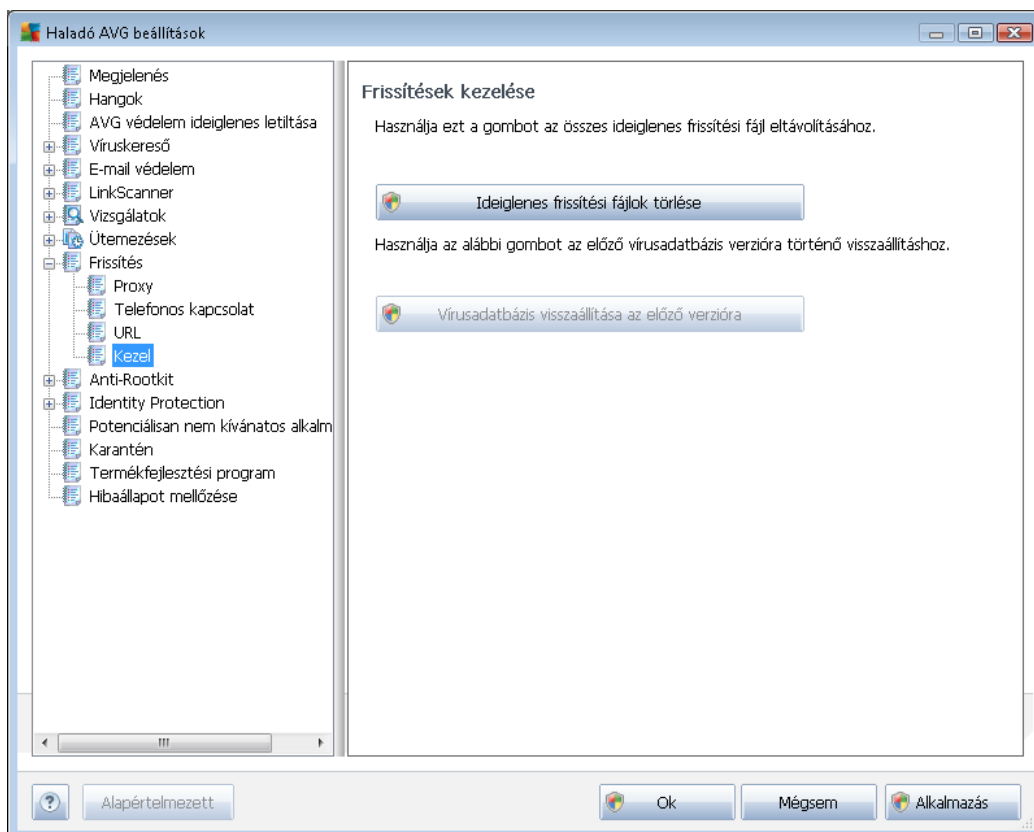 Haladó AVG beállítások
Megjelenés
Hangok
AVG védelem ideiglenes letiltása
Víruskereső
E-mail védelem
LinkScanner
Vizsgálatok
Ütemezések
Frissítés
Proxy
Telefonos kapcsolat
URL
Kezel
Anti-Rootkit
Identity Protection
Potenciálisan nem kívánatos alkalm
Karantén
Termékfejlesztési program
Hibaállapot mellőzése
Frissítések kezelése
Használja ezt a gombot az összes ideiglenes frissítési fájl eltávolításához.
Ideiglenes frissítési fájlok törlése
Használja az alábbi gombot az előző vírusadatbázis verzióra történő visszaállításhoz.
Vírusadatbázis visszaállítása az előző verzióra
?
Alapértelmezett
Ok
Mégsem
Alkalmazás